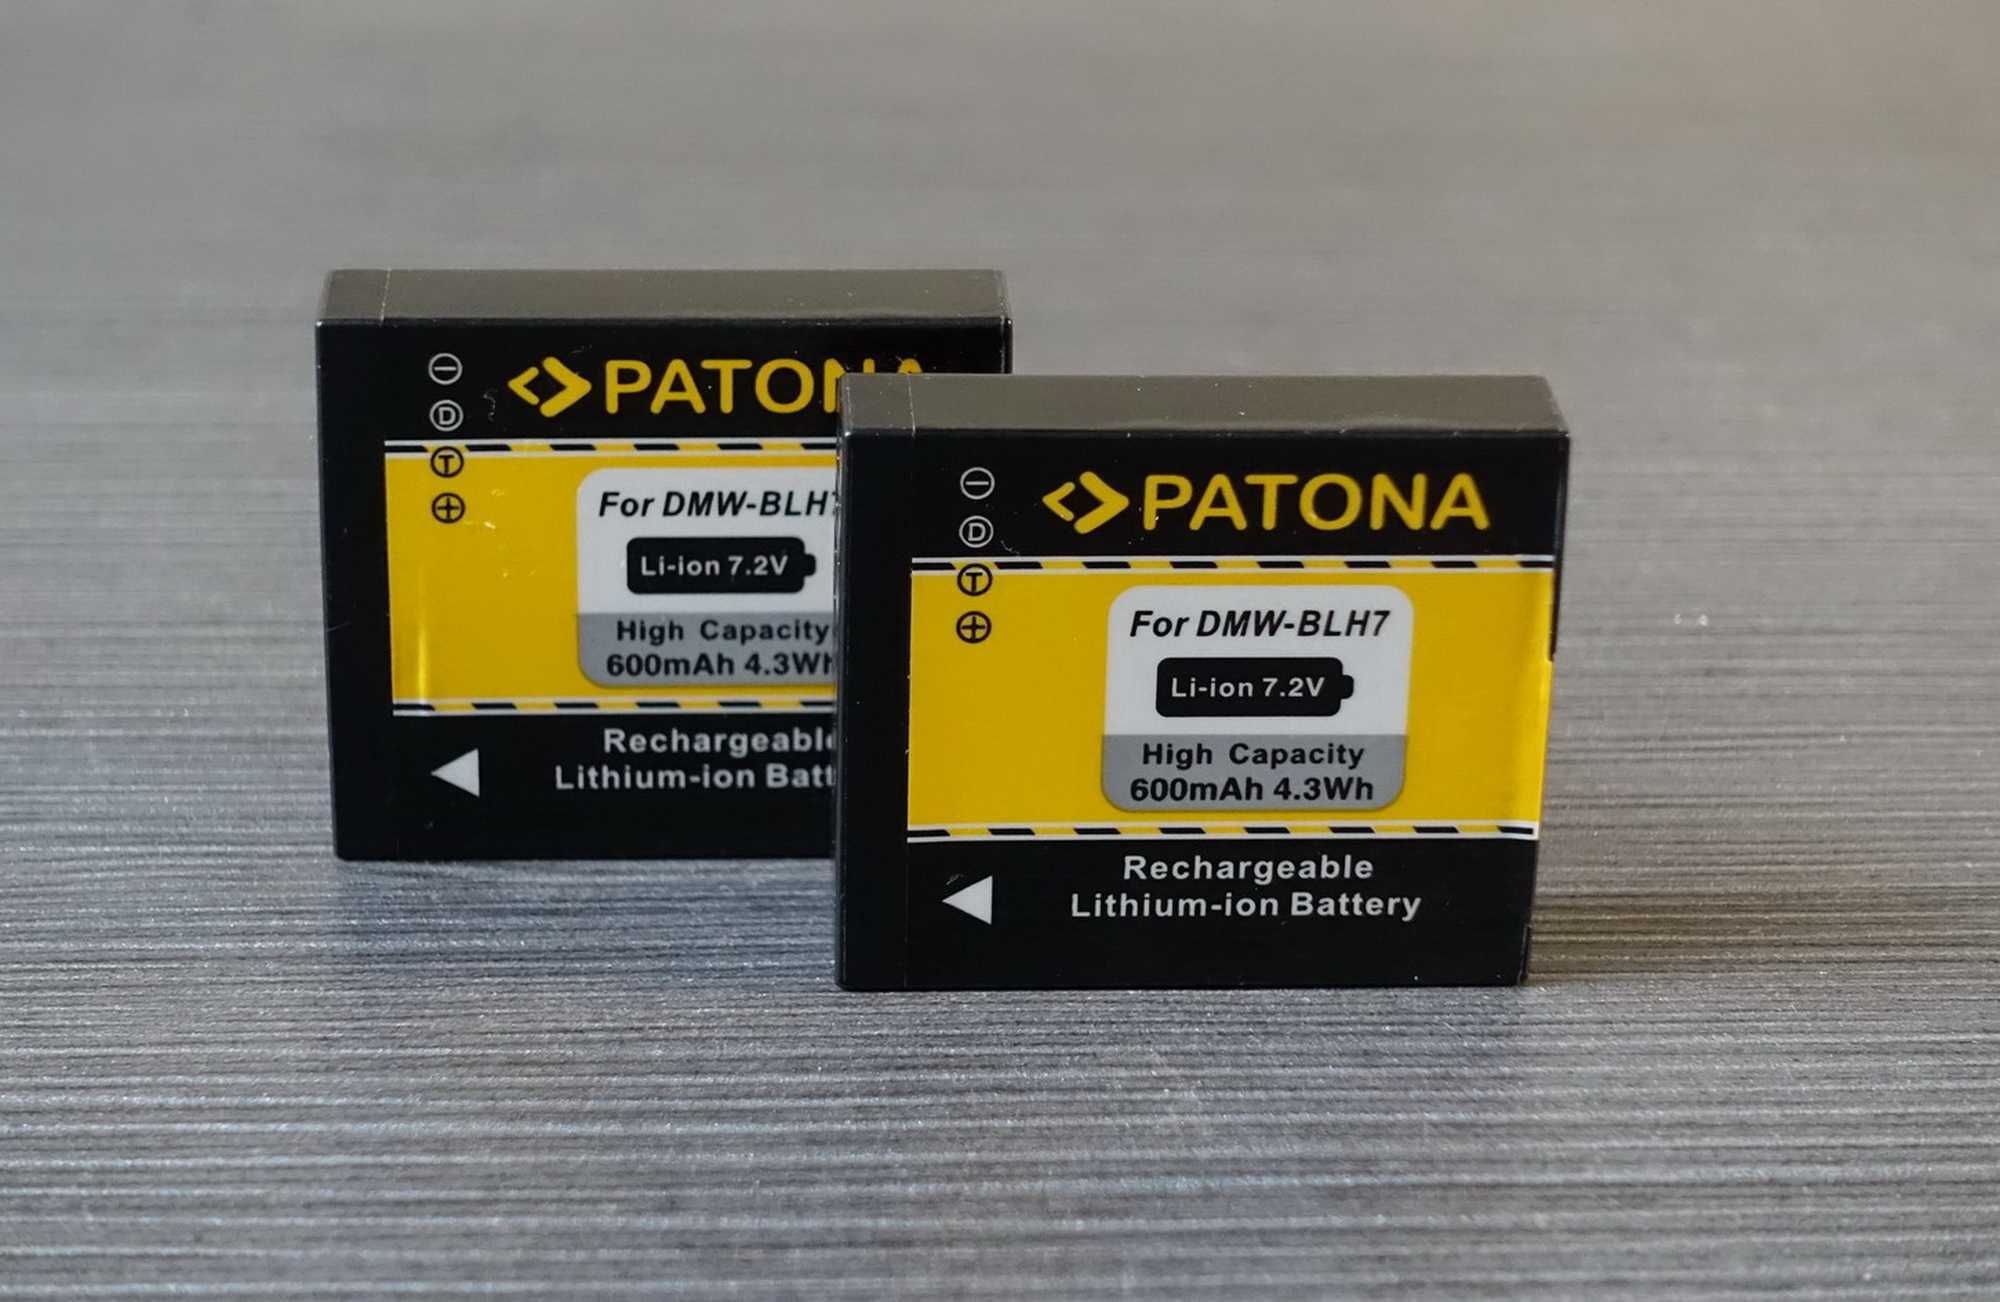 PATONA
D
T
For DMW-BLH7
Li-ion 7.2V
High Capacity
600mAh 4.3Wh
Rechargeable
Lithium-ion
PATONA
D
T
For DMW-BLH7
Li-ion 7.2V
High Capacity
600mAh 4.3Wh
Rechargeable
Lithium-ion Battery